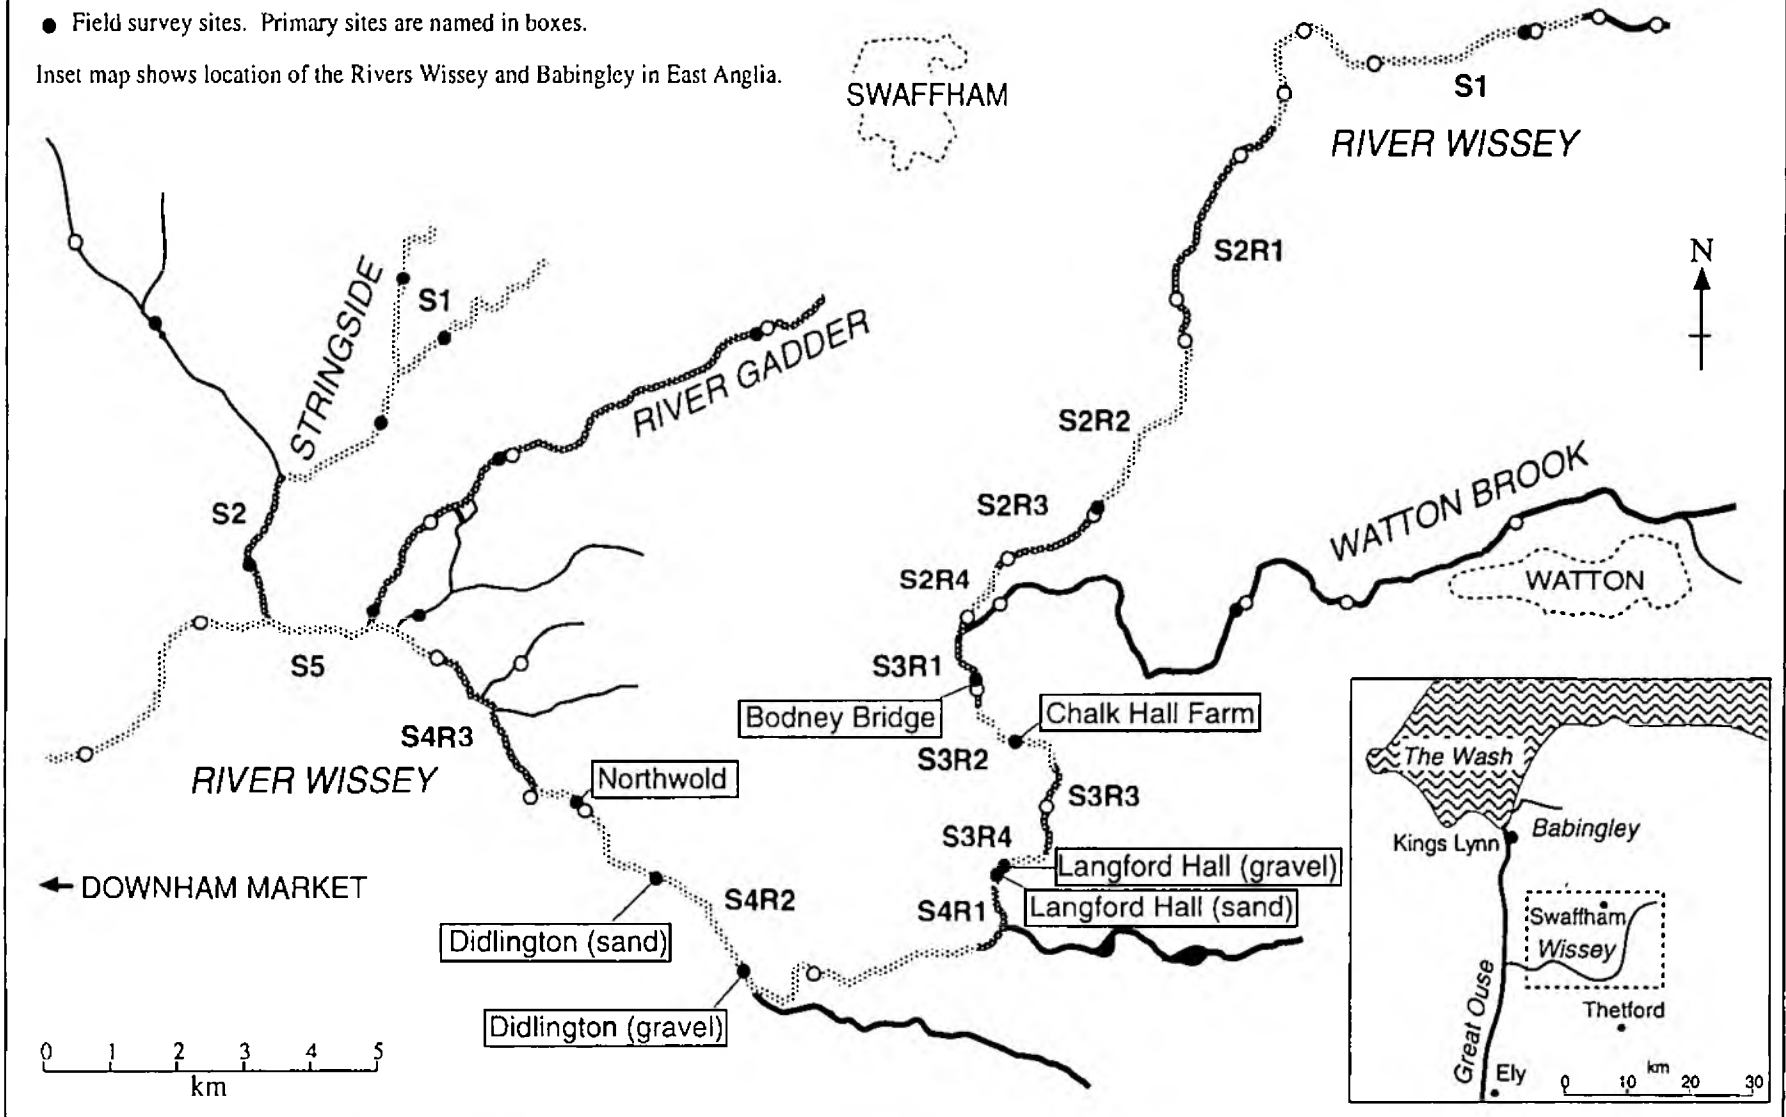 Field survey sites. Primary sites are named in boxes.
Inset map shows location of the Rivers Wissey and Babingley in East Anglia.
SWAFFHAM
S1
RIVER WISSEY
S2R1
N
STRINGSIDE
S1
RIVER GADDER
S2R2
S2
S2R3
WATTON BROOK
S2R4
WATTON
S5
S3R1
Bodney Bridge
Chalk Hall Farm
S4R3
S3R2
RIVER WISSEY
Northwold
S3R3
S3R4
Langford Hall (gravel)
DOWNHAM MARKET
S4R2
S4R1
Langford Hall (sand)
Didlington (sand)
Didlington (gravel)
0 1 2 3 4 5
km
The Wash
Babingley
Kings Lynn
Swaffham
Wissey
Great Ouse
Thetford
Ely
km
0 10 20 30